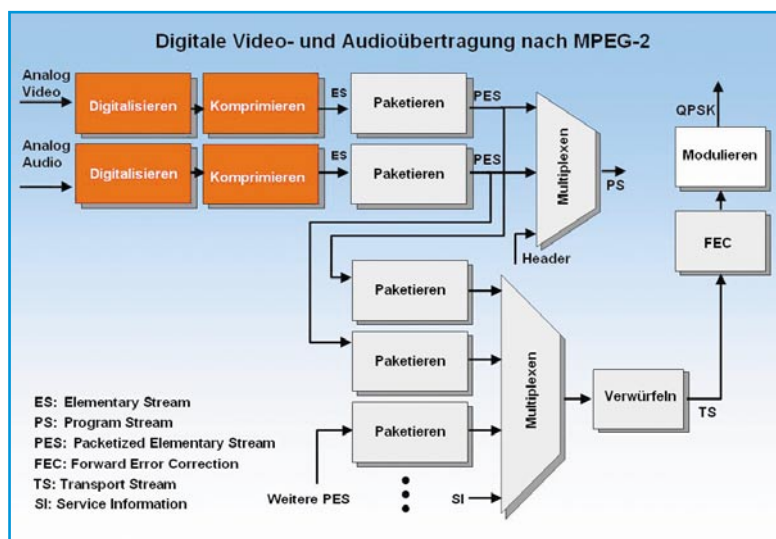 Digitale Video- und Audioübertragung nach MPEG-2
Analog
Video
Digitalisieren
Komprimieren
ES
Paketieren
PES
Analog
Audio
Digitalisieren
Komprimieren
ES
Paketieren
PES
Multiplexen
PS
Header
QPSK
Modulieren
FEC
Paketieren
Paketieren
Paketieren
Multiplexen
Verwürfeln
TS
Weitere PES
SI
ES: Elementary Stream
PS: Program Stream
PES: Packetized Elementary Stream
FEC: Forward Error Correction
TS: Transport Stream
SI: Service Information